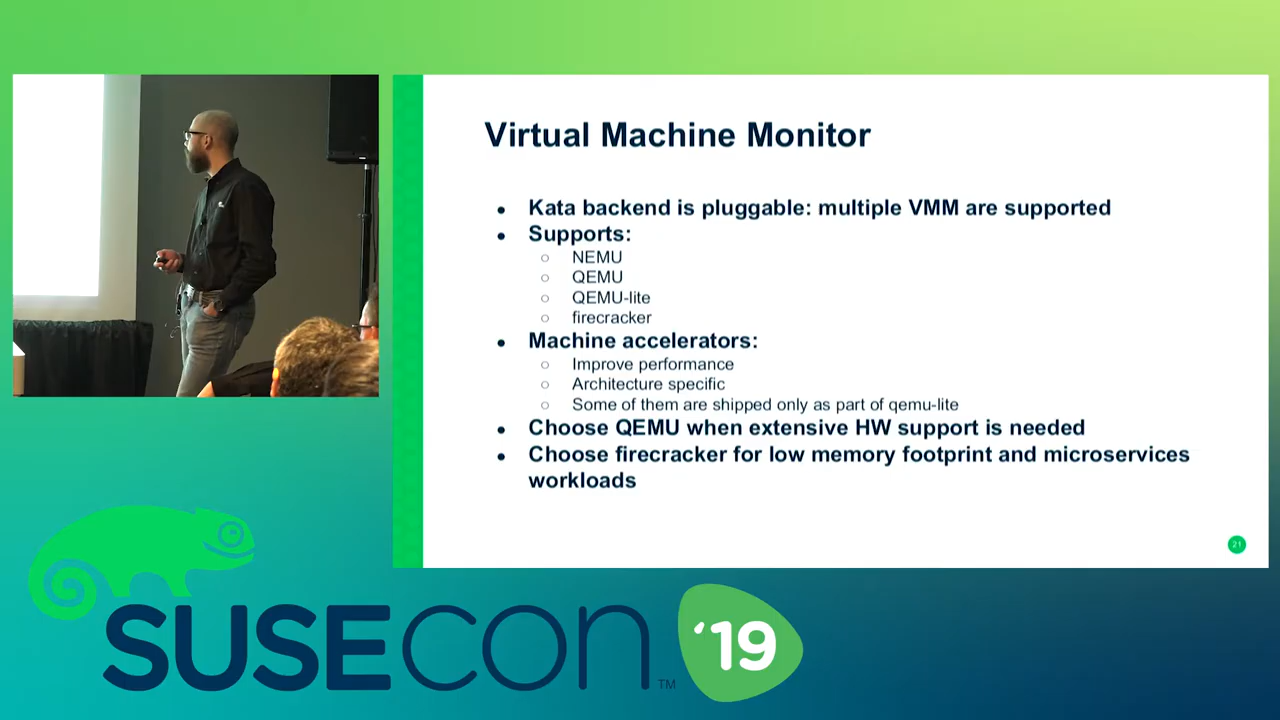 Virtual Machine Monitor
● Kata backend is pluggable: multiple VMM are supported
● Supports:
○ NEMU
○ QEMU
○ QEMU-lite
○ firecracker
● Machine accelerators:
○ Improve performance
○ Architecture specific
○ Some of them are shipped only as part of qemu-lite
● Choose QEMU when extensive HW support is needed
● Choose firecracker for low memory footprint and microservices
workloads
21
SUSECON™ '19